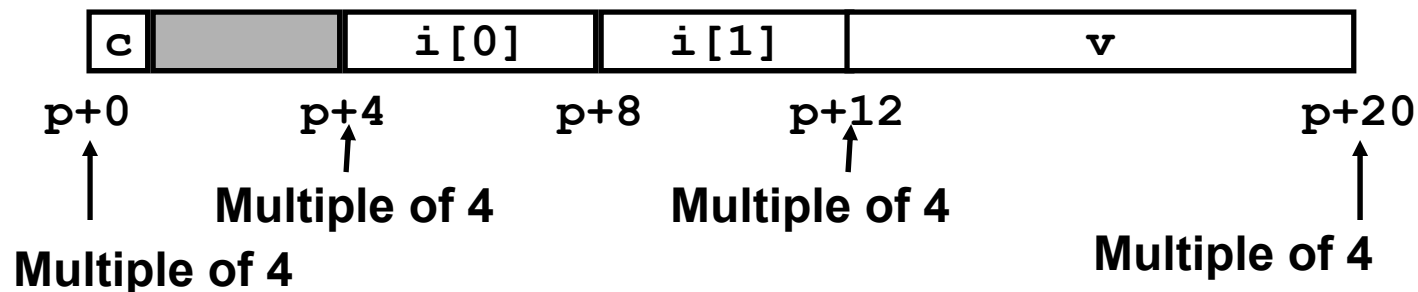 c i[0] i[1] v
p+0 p+4 p+8 p+12 p+20
Multiple of 4 Multiple of 4
Multiple of 4 Multiple of 4